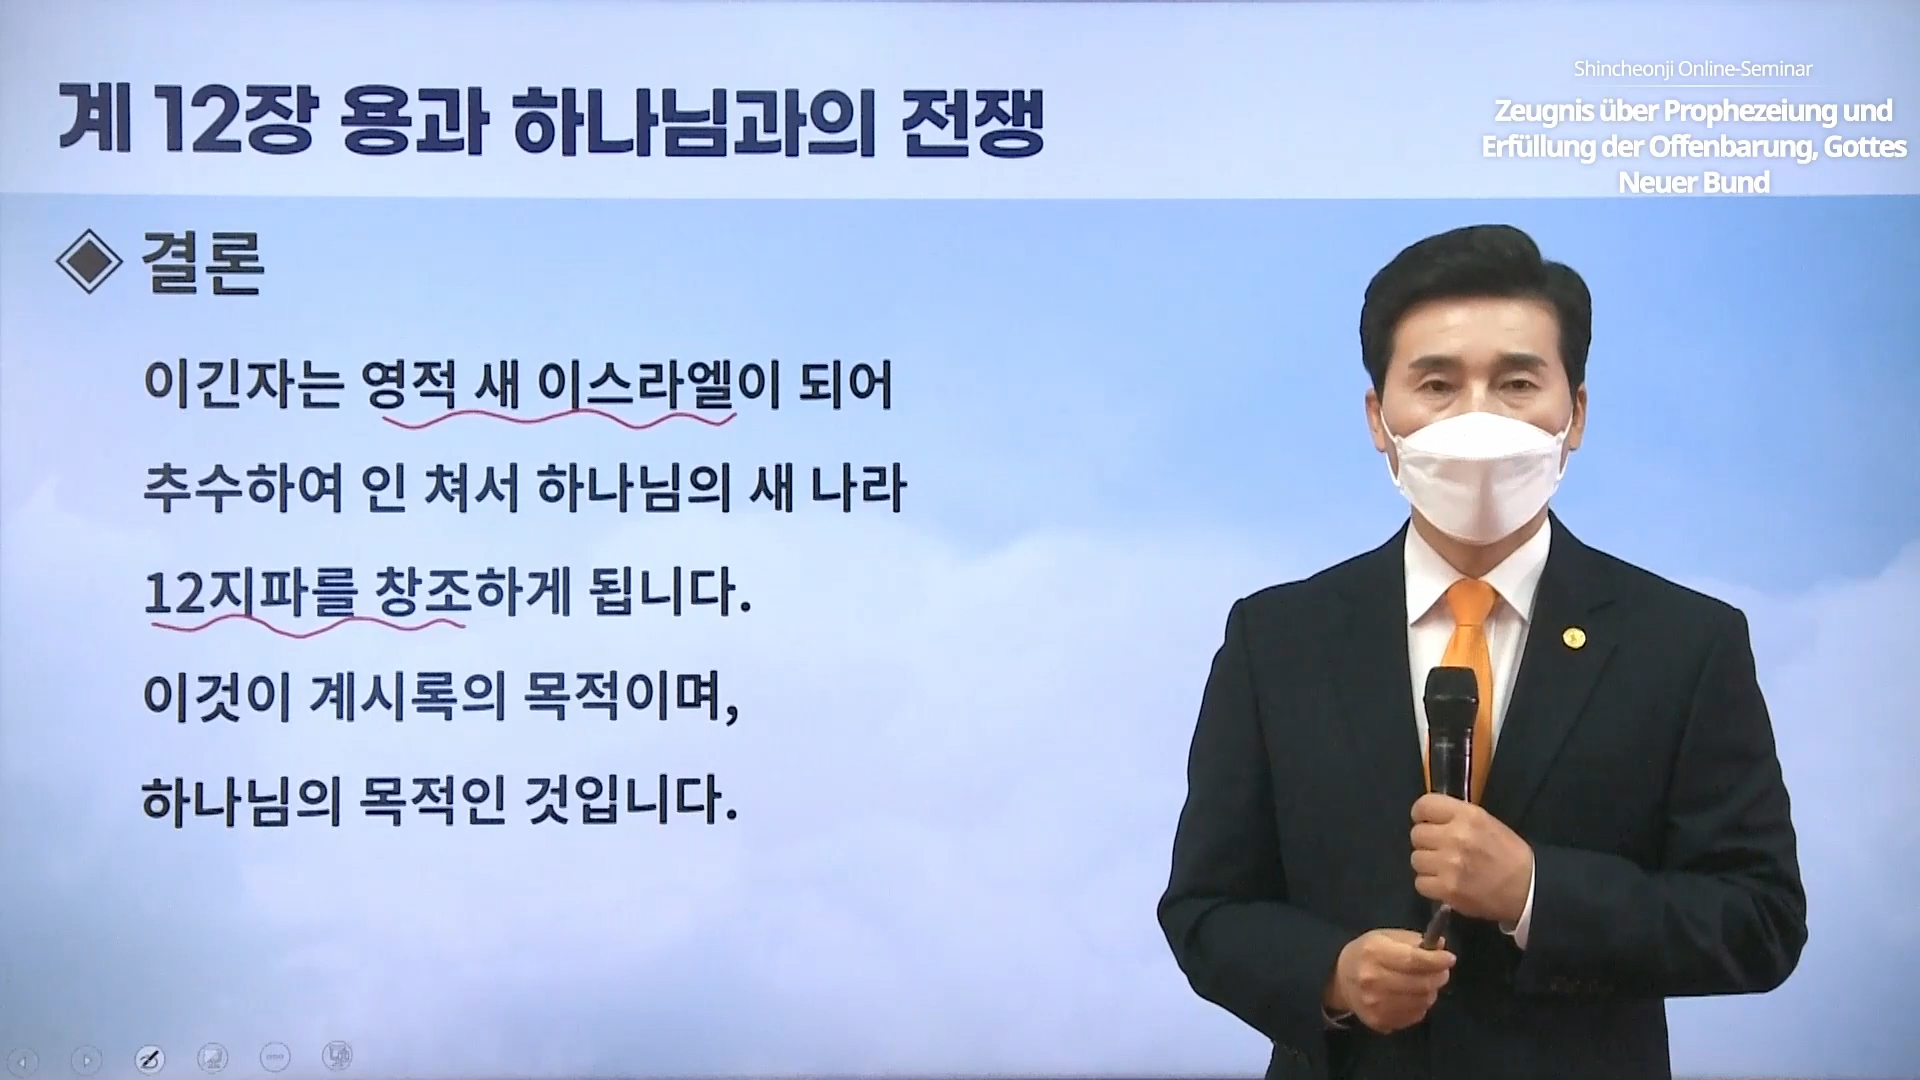 계 12장 용과 하나님과의 전쟁
Shincheonji Online-Seminar
Zeugnis über Prophezeiung und
Erfüllung der Offenbarung, Gottes
Neuer Bund
결론
이긴자는 영적 새 이스라엘이 되어
추수하여 인 쳐서 하나님의 새 나라
12지파를 창조하게 됩니다.
이것이 계시록의 목적이며,
하나님의 목적인 것입니다.